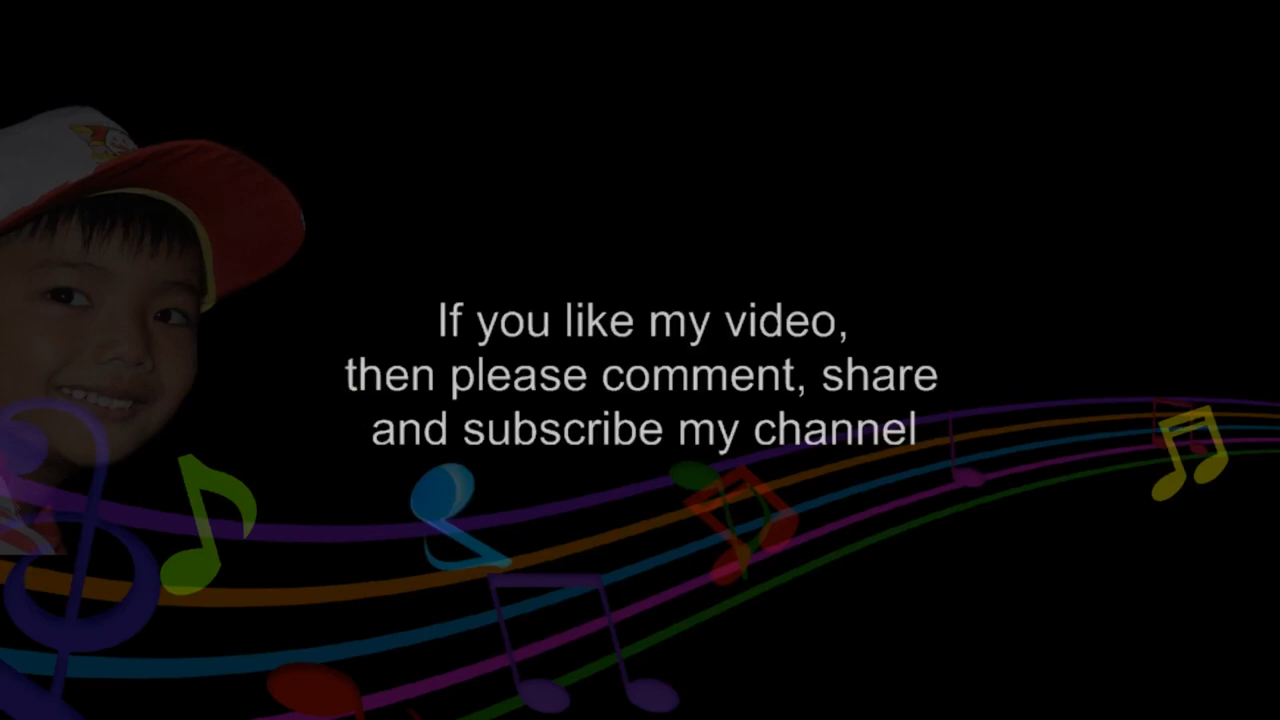 If you like my video,
then please comment, share
and subscribe my channel